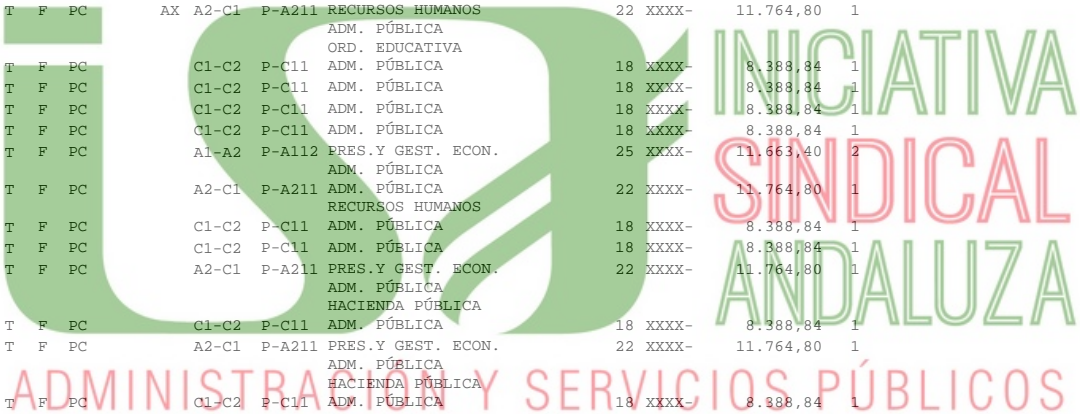 T F PC AX A2-C1 P-A211 RECURSOS HUMANOS 22 XXXX- 11.764,80 1
ADM. PÚBLICA
ORD. EDUCATIVA
T F PC C1-C2 P-C11 ADM. PÚBLICA 18 XXXX- 8.388,84 1
T F PC C1-C2 P-C11 ADM. PÚBLICA 18 XXXX- 8.388,84 1
T F PC C1-C2 P-C11 ADM. PÚBLICA 18 XXXX- 8.388,84 1
T F PC C1-C2 P-C11 ADM. PÚBLICA 18 XXXX- 8.388,84 1
T F PC A1-A2 P-A112 PRES.Y GEST. ECON. 25 XXXX- 11.663,40 2
ADM. PÚBLICA
T F PC A2-C1 P-A211 ADM. PÚBLICA 22 XXXX- 11.764,80 1
RECURSOS HUMANOS
T F PC C1-C2 P-C11 ADM. PÚBLICA 18 XXXX- 8.388,84 1
T F PC C1-C2 P-C11 ADM. PÚBLICA 18 XXXX- 8.388,84 1
T F PC A2-C1 P-A211 PRES.Y GEST. ECON. 22 XXXX- 11.764,80 1
ADM. PÚBLICA
HACIENDA PÚBLICA
T F PC C1-C2 P-C11 ADM. PÚBLICA 18 XXXX- 8.388,84 1
T F PC A2-C1 P-A211 PRES.Y GEST. ECON. 22 XXXX- 11.764,80 1
ADM. PÚBLICA
HACIENDA PÚBLICA
T F PC C1-C2 P-C11 ADM. PÚBLICA 18 XXXX- 8.388,84 1
isa
INICIATIVA
SINDICAL
ANDALUZA
ADMINISTRACIÓN Y SERVICIOS PÚBLICOS